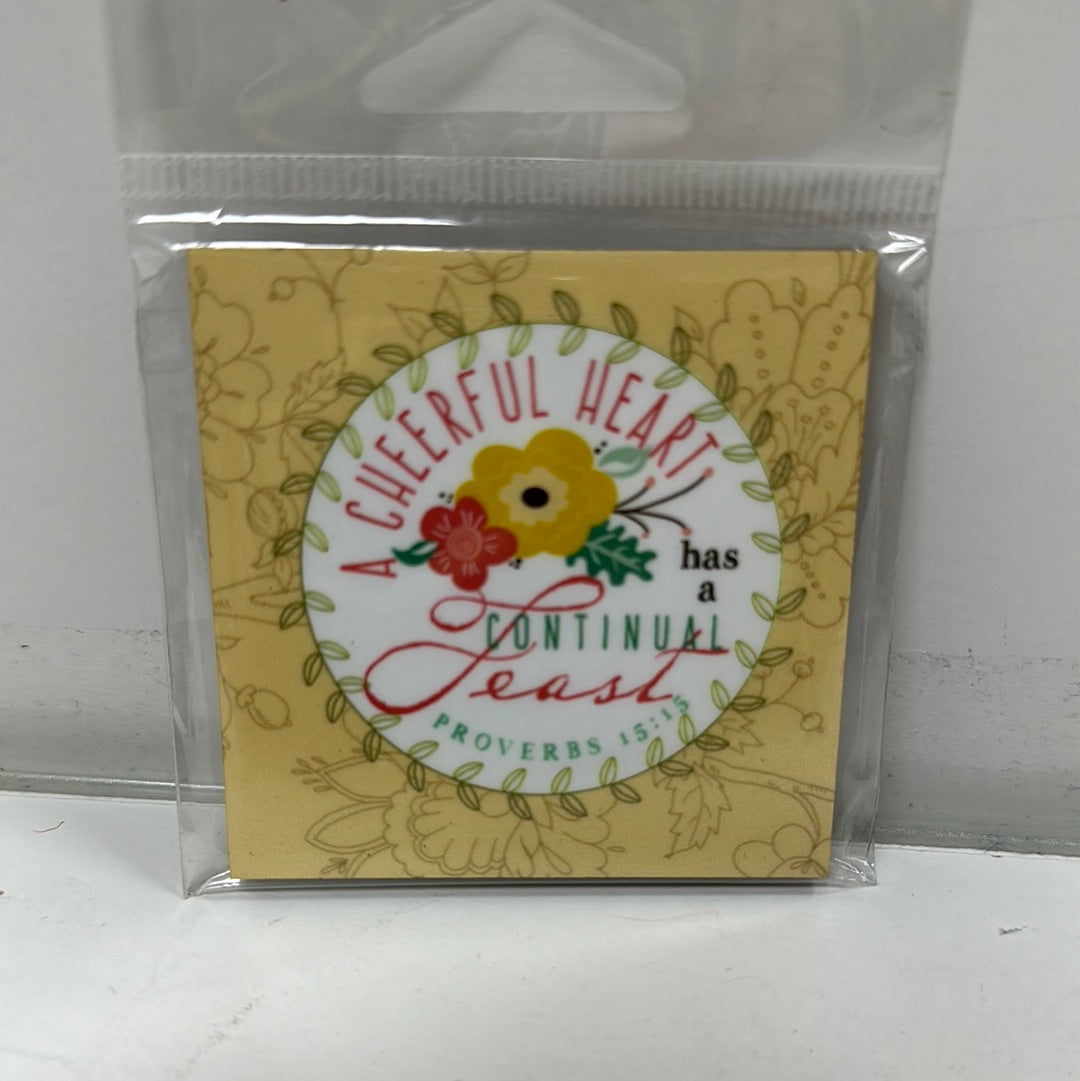 A CHEERFUL HEART
has
a
CONTINUAL
Feast
PROVERBS 15:15